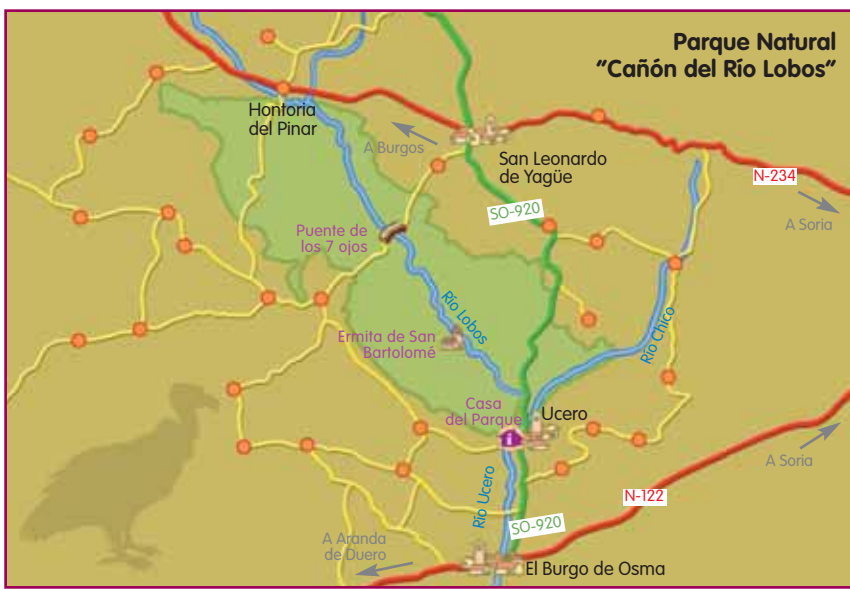 Parque Natural
"Cañón del Río Lobos"
Hontoria
del Pinar
A Burgos
San Leonardo
de Yagüe
N-234
A Soria
SO-920
Puente de
los 7 ojos
Río Lobos
Río Chico
Ermita de San
Bartolomé
Casa
del Parque
Ucero
i
A Soria
Río Ucero
N-122
SO-920
A Aranda
de Duero
El Burgo de Osma